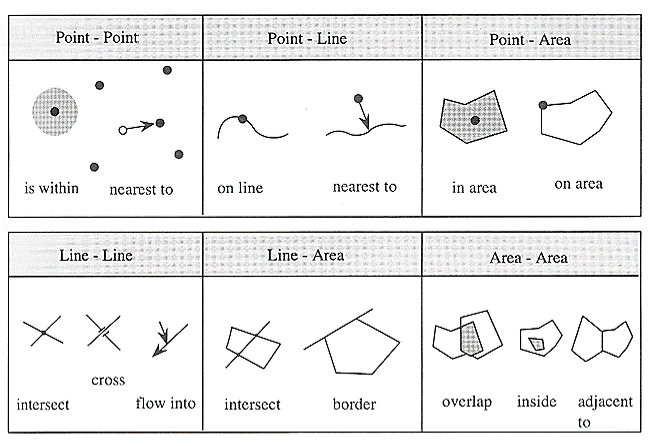 Point - Point
Point - Line
Point - Area
is within
nearest to
on line
nearest to
in area
on area
Line - Line
Line - Area
Area - Area
intersect
cross
flow into
intersect
border
overlap
inside
adjacent
to